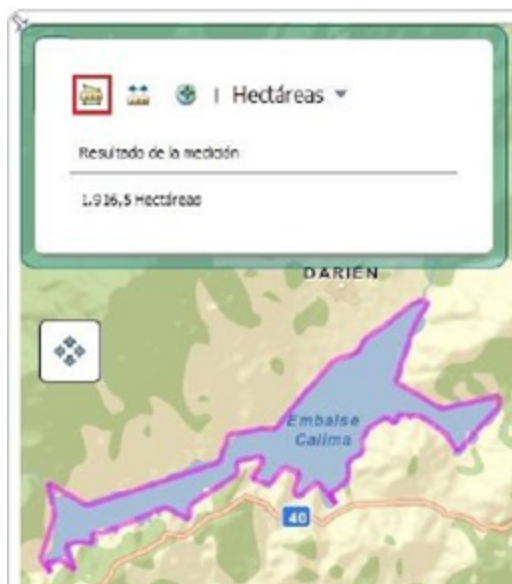 | Hectáreas
Resultado de la medición
1.916,5 Hectáreas
DARIÉN
Embalse
Calima
40